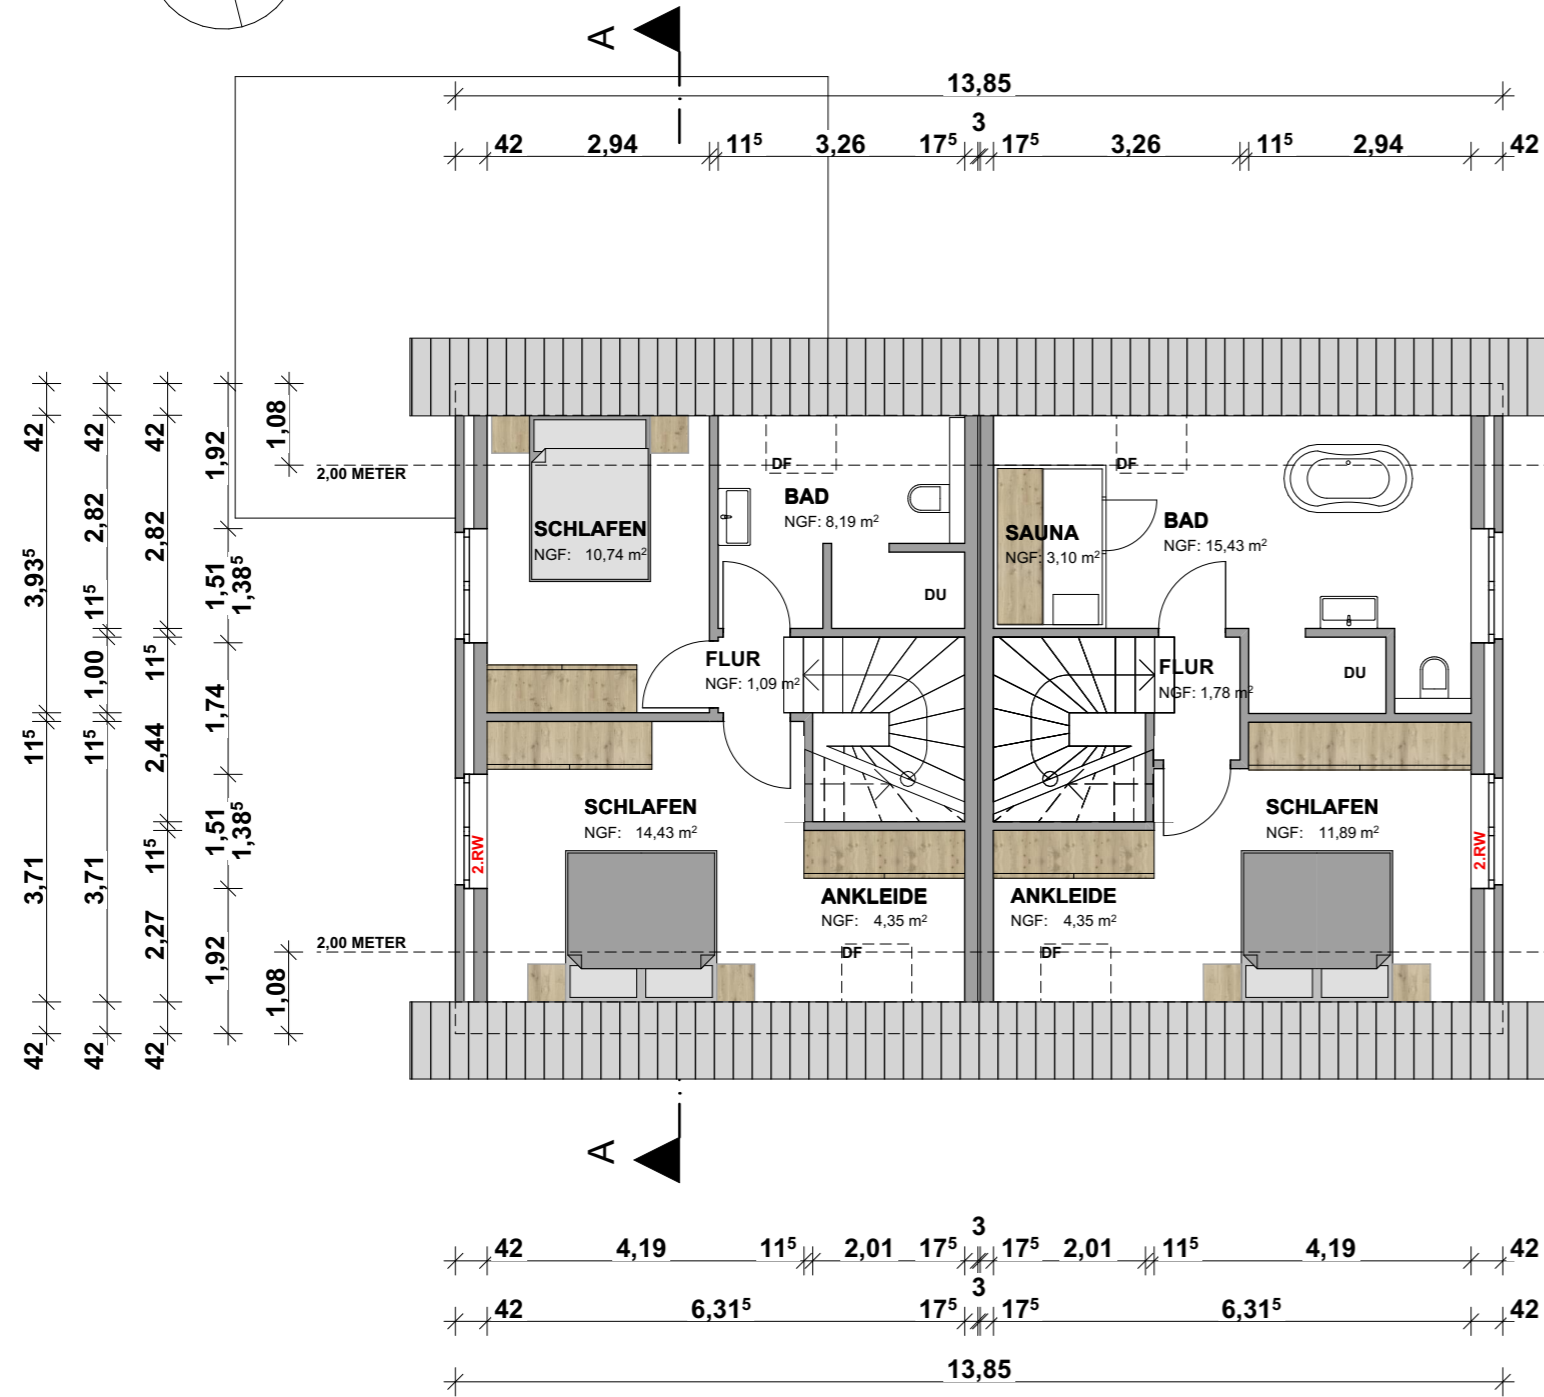 A
13,85
3
42 2,94 11⁵ 3,26 17⁵ 17⁵ 3,26 11⁵ 2,94 42
42 42 42 1,92 1,08
2,00 METER
DF DF
3,93⁵ 2,82 2,82
BAD
NGF: 8,19 m²
SCHLAFEN
NGF: 10,74 m²
SAUNA
NGF: 3,10 m²
BAD
NGF: 15,43 m²
11⁵ 1,51 1,38⁵
DU
1,00 11⁵
FLUR
NGF: 1,09 m²
FLUR
NGF: 1,78 m²
DU
1,74
11⁵ 11⁵ 2,44
SCHLAFEN
NGF: 14,43 m²
SCHLAFEN
NGF: 11,89 m²
1,51 1,38⁵
2.RW 2.RW
3,71 3,71 11⁵
ANKLEIDE
NGF: 4,35 m²
ANKLEIDE
NGF: 4,35 m²
2,27 1,92
2,00 METER
DF DF
1,08
42 42 42
A
3
42 4,19 11⁵ 2,01 17⁵ 17⁵ 2,01 11⁵ 4,19 42
3
42 6,31⁵ 17⁵ 17⁵ 6,31⁵ 42
13,85